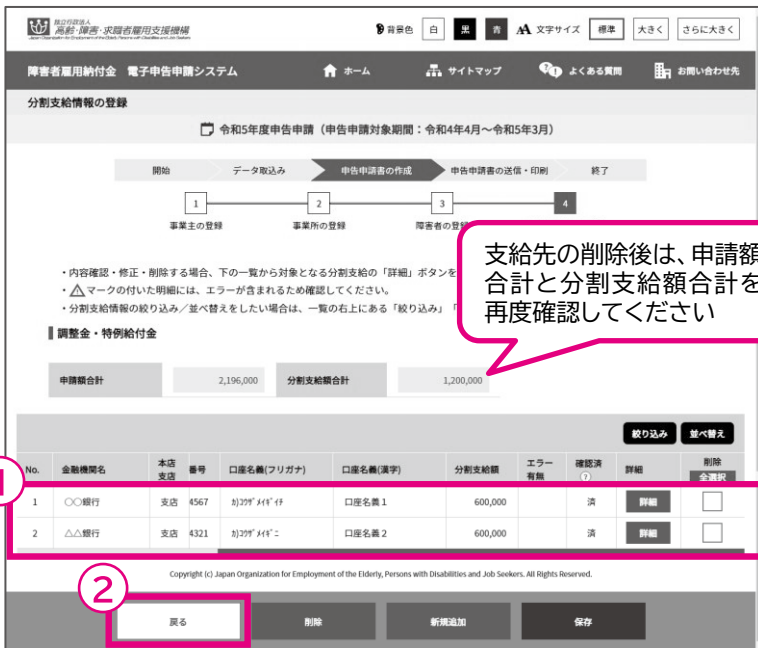 独立行政法人
高齢・障害・求職者雇用支援機構
Japan Organization for Employment of the Elderly, Persons with Disabilities and Job Seekers
背景色 白 黒 青 AA 文字サイズ 標準 大きく さらに大きく
障害者雇用納付金 電子申告申請システム ホーム サイトマップ よくある質問 お問い合わせ先
分割支給情報の登録
令和5年度申告申請（申告申請対象期間：令和4年4月～令和5年3月）
開始 データ取込み 申告申請書の作成 申告申請書の送信・印刷 終了
1 2 3 4
事業主の登録 事業所の登録 障害者の登録
支給先の削除後は、申請額
合計と分割支給額合計を
再度確認してください
・内容確認・修正・削除する場合、下の一覧から対象となる分割支給の「詳細」ボタンを
・⚠マークの付いた明細には、エラーが含まれるため確認してください。
・分割支給情報の絞り込み／並べ替えをしたい場合は、一覧の右上にある「絞り込み」「
調整金・特例給付金
申請額合計 2,196,000 分割支給額合計 1,200,000
絞り込み 並べ替え
No. 金融機関名 本店 支店 番号 口座名義(フリガナ) 口座名義(漢字) 分割支給額 エラー 有無 確認済 ? 詳細 削除 全選択
1 〇〇銀行 支店 4567 ｶ)ｺｳｻﾞﾒｲｷﾞｲﾁ 口座名義１ 600,000 済 詳細
2 △△銀行 支店 4321 ｶ)ｺｳｻﾞﾒｲｷﾞﾆ 口座名義２ 600,000 済 詳細
Copyright (c) Japan Organization for Employment of the Elderly, Persons with Disabilities and Job Seekers. All Rights Reserved.
2
戻る 削除 新規追加 保存